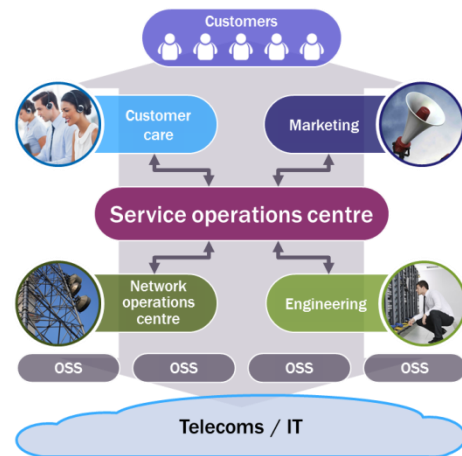 Customers
Customer
care
Marketing
Service operations centre
Network
operations
centre
Engineering
OSS
OSS
OSS
OSS
Telecoms / IT